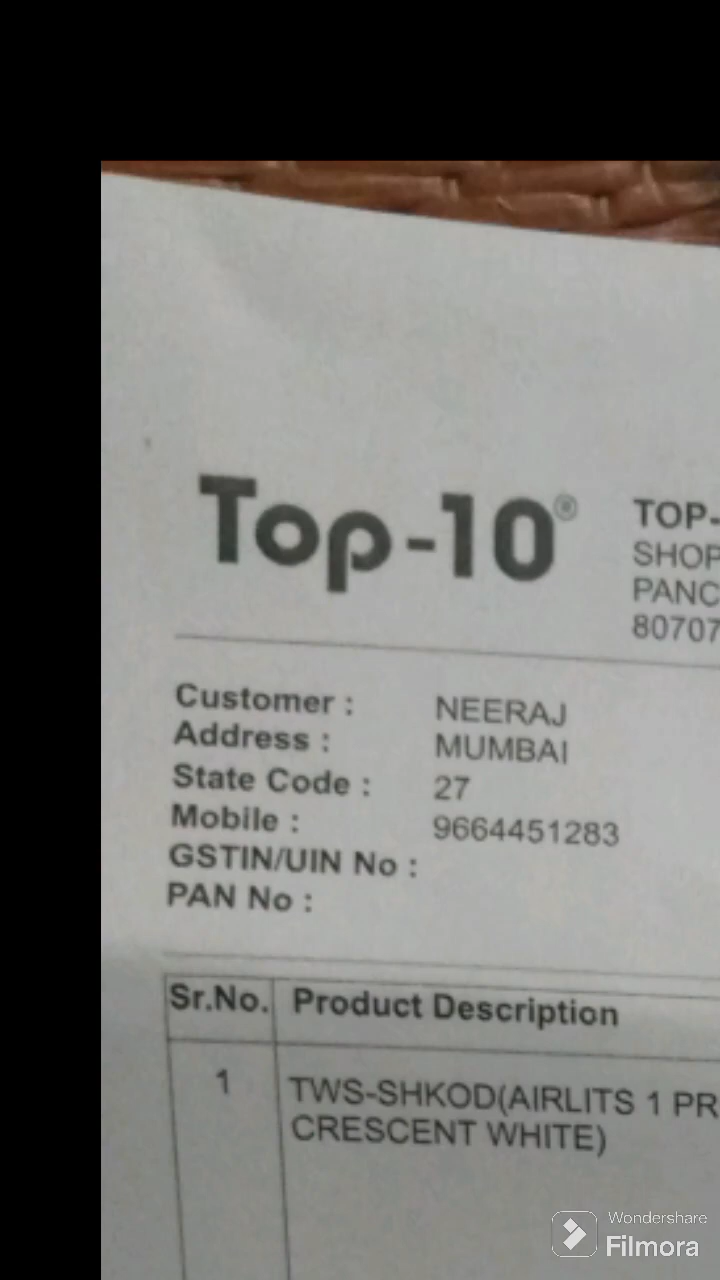 Top-10®
TOP-
SHOP
PANC
80707
Customer : NEERAJ
Address : MUMBAI
State Code : 27
Mobile : 9664451283
GSTIN/UIN No :
PAN No :
Sr.No. Product Description
1 TWS-SHKOD(AIRLITS 1 PR
CRESCENT WHITE)
Wondershare
Filmora